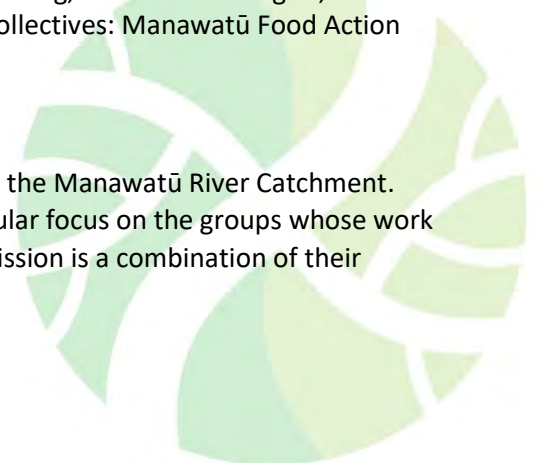 ollectives: Manawatū Food Action
the Manawatū River Catchment.
ular focus on the groups whose work
ission is a combination of their